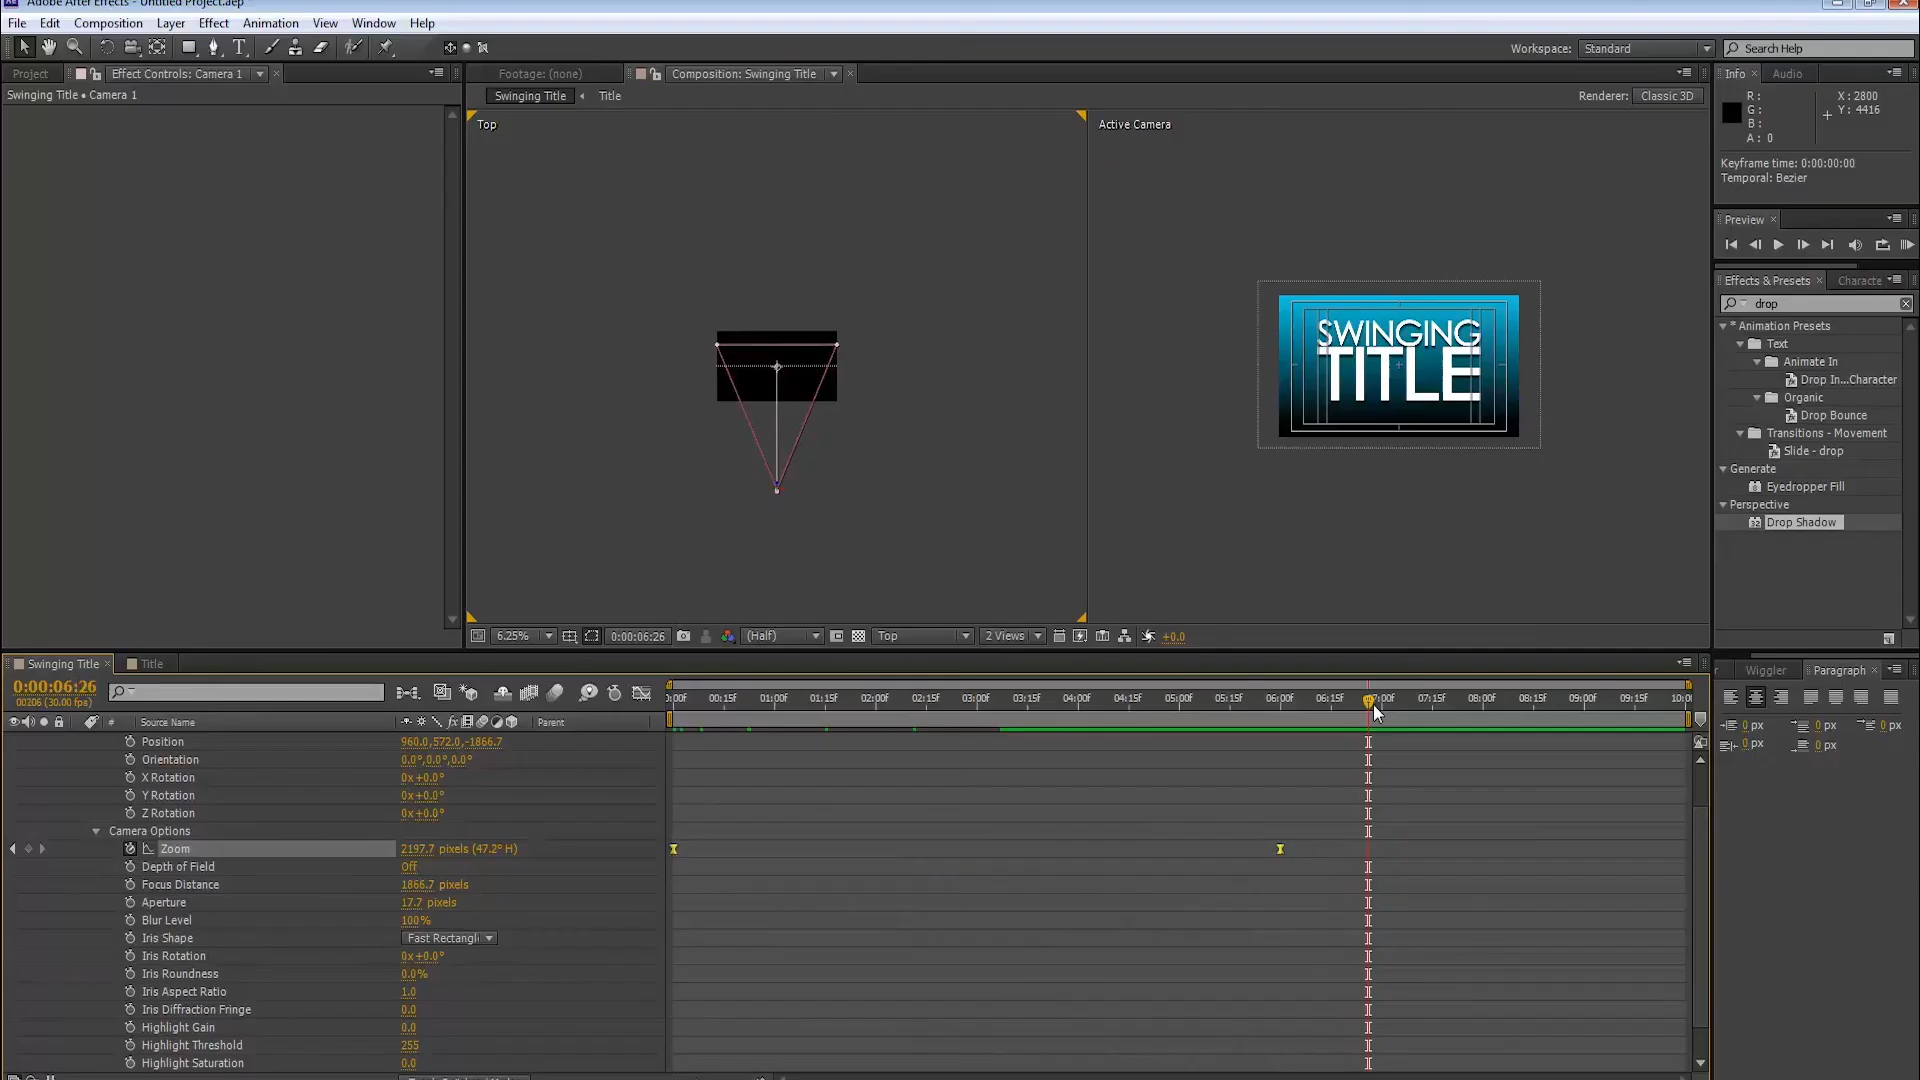 Adobe After Effects - Untitled Project.aep
File Edit Composition Layer Effect Animation View Window Help
Workspace: Standard Search Help
Project Effect Controls: Camera 1
Swinging Title • Camera 1
Footage: (none) Composition: Swinging Title
Swinging Title Title
Renderer: Classic 3D
Top
Active Camera
SWINGING
TITLE
6.25% 0:00:06:26 (Half) Top 2 Views +0.0
Info Audio
R: X: 2800
G: Y: 4416
B:
A: 0
Keyframe time: 0:00:00:00
Temporal: Bezier
Preview
Effects & Presets Characte
drop
* Animation Presets
Text
Animate In
Drop In...Character
Organic
Drop Bounce
Transitions - Movement
Slide - drop
Generate
Eyedropper Fill
Perspective
32 Drop Shadow
Swinging Title Title
0:00:06:26
00206 (30.00 fps)
# Source Name fx Parent
:00f 00:15f 01:00f 01:15f 02:00f 02:15f 03:00f 03:15f 04:00f 04:15f 05:00f 05:15f 06:00f 06:15f 7:00f 07:15f 08:00f 08:15f 09:00f 09:15f 10:00
Position 960.0,572.0,-1866.7
Orientation 0.0°,0.0°,0.0°
X Rotation 0x+0.0°
Y Rotation 0x+0.0°
Z Rotation 0x+0.0°
Camera Options
Zoom 2197.7 pixels (47.2° H)
Depth of Field Off
Focus Distance 1866.7 pixels
Aperture 17.7 pixels
Blur Level 100%
Iris Shape Fast Rectangl
Iris Rotation 0x+0.0°
Iris Roundness 0.0%
Iris Aspect Ratio 1.0
Iris Diffraction Fringe 0.0
Highlight Gain 0.0
Highlight Threshold 255
Highlight Saturation 0.0
r Wiggler Paragraph
0 px 0 px 0 px
0 px 0 px